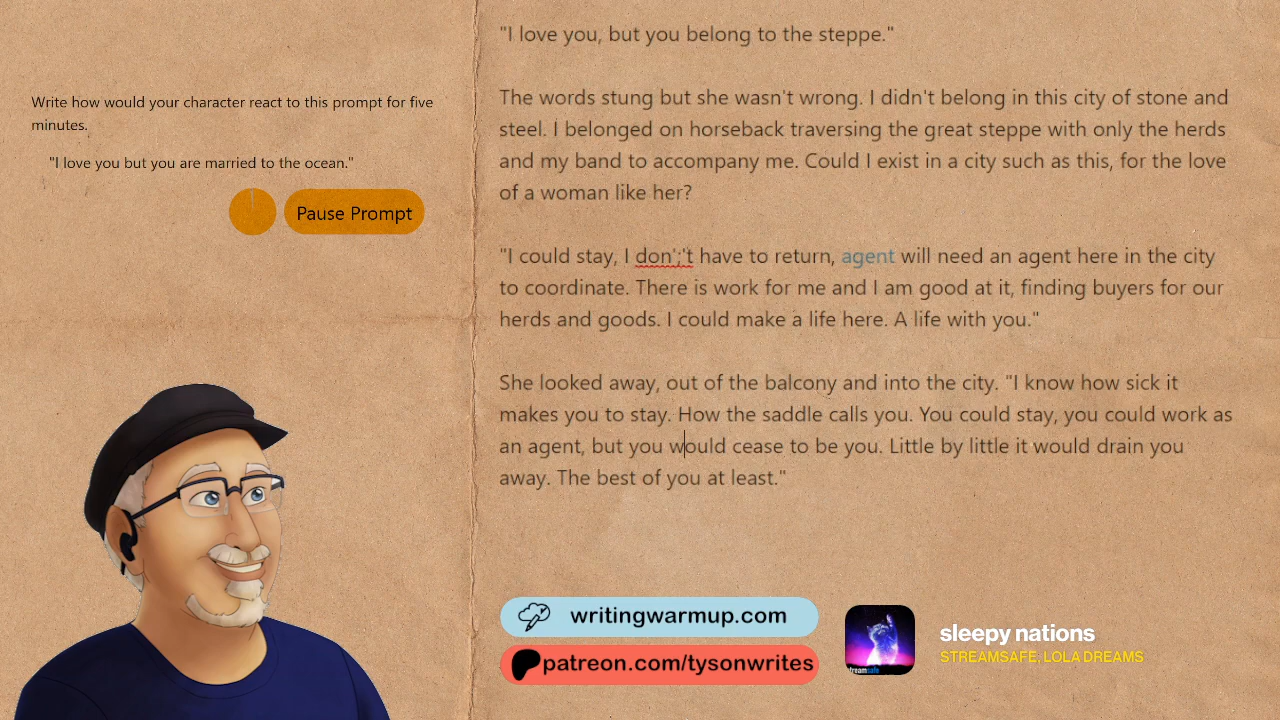 Write how would your character react to this prompt for five
minutes.
"I love you but you are married to the ocean."
Pause Prompt
"I love you, but you belong to the steppe."
The words stung but she wasn't wrong. I didn't belong in this city of stone and
steel. I belonged on horseback traversing the great steppe with only the herds
and my band to accompany me. Could I exist in a city such as this, for the love
of a woman like her?
"I could stay, I don';'t have to return, agent will need an agent here in the city
to coordinate. There is work for me and I am good at it, finding buyers for our
herds and goods. I could make a life here. A life with you."
She looked away, out of the balcony and into the city. "I know how sick it
makes you to stay. How the saddle calls you. You could stay, you could work as
an agent, but you would cease to be you. Little by little it would drain you
away. The best of you at least."
writingwarmup.com
patreon.com/tysonwrites
streamsafe
sleepy nations
STREAMSAFE, LOLA DREAMS